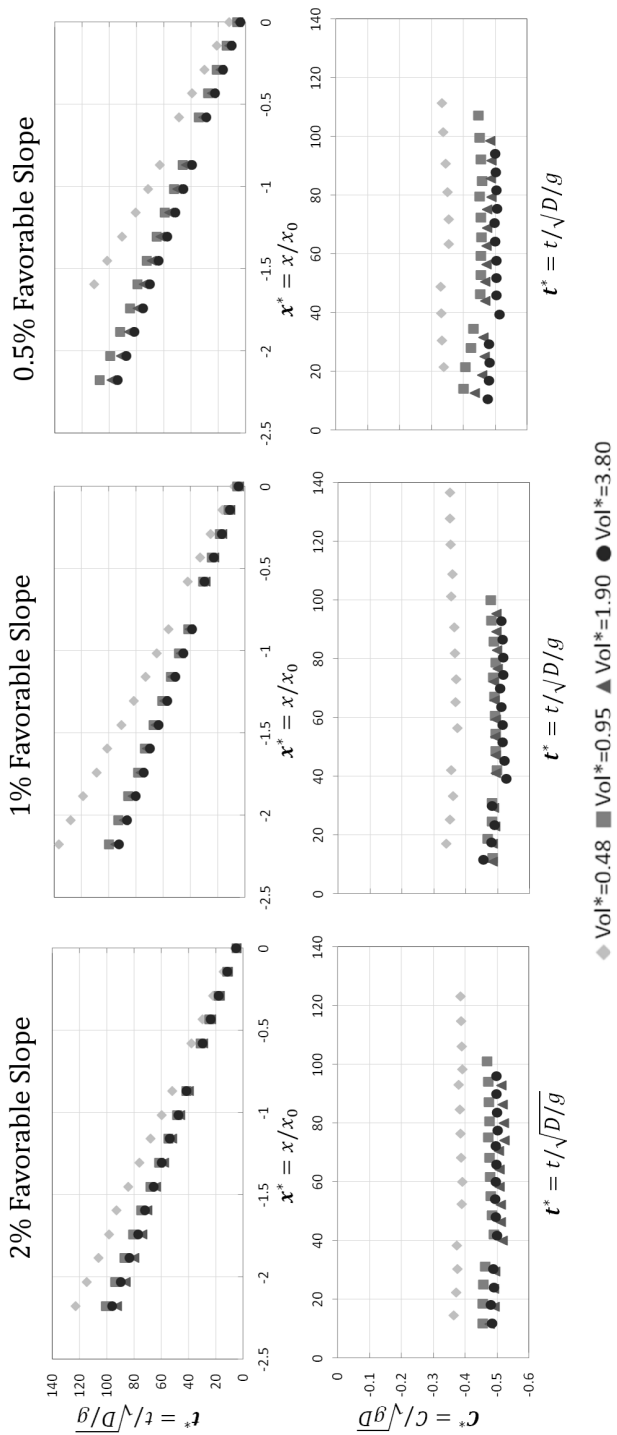 2% Favorable Slope 1% Favorable Slope 0.5% Favorable Slope
140
120
100
80
60
40
20
0
t* = t/√D/g
-2.5 -2 -1.5 -1 -0.5 0
-2.5 -2 -1.5 -1 -0.5 0
-2.5 -2 -1.5 -1 -0.5 0
x* = x/x₀ x* = x/x₀ x* = x/x₀
0 20 40 60 80 100 120 140
0 20 40 60 80 100 120 140
0 20 40 60 80 100 120 140
0
-0.1
-0.2
-0.3
-0.4
-0.5
-0.6
C* = C/√gD
t* = t/√D/g t* = t/√D/g t* = t/√D/g
Vol*=0.48 Vol*=0.95 Vol*=1.90 Vol*=3.80